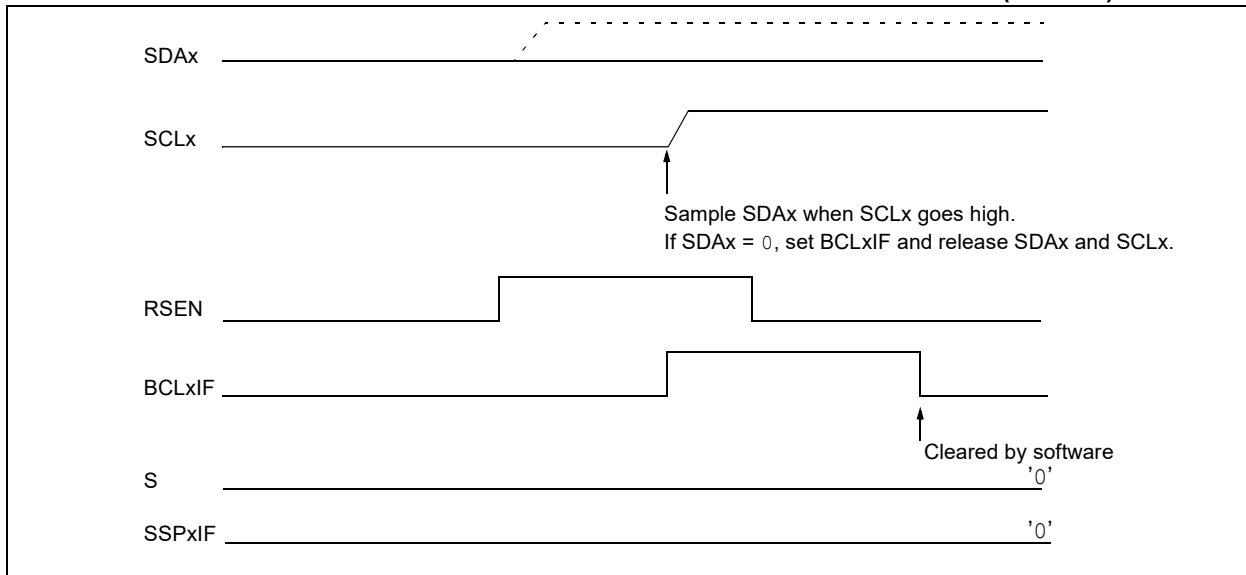 SDAx
SCLx
Sample SDAx when SCLx goes high.
If SDAx = 0, set BCLxIF and release SDAx and SCLx.
RSEN
BCLxIF
Cleared by software
S
'0'
SSPxIF
'0'